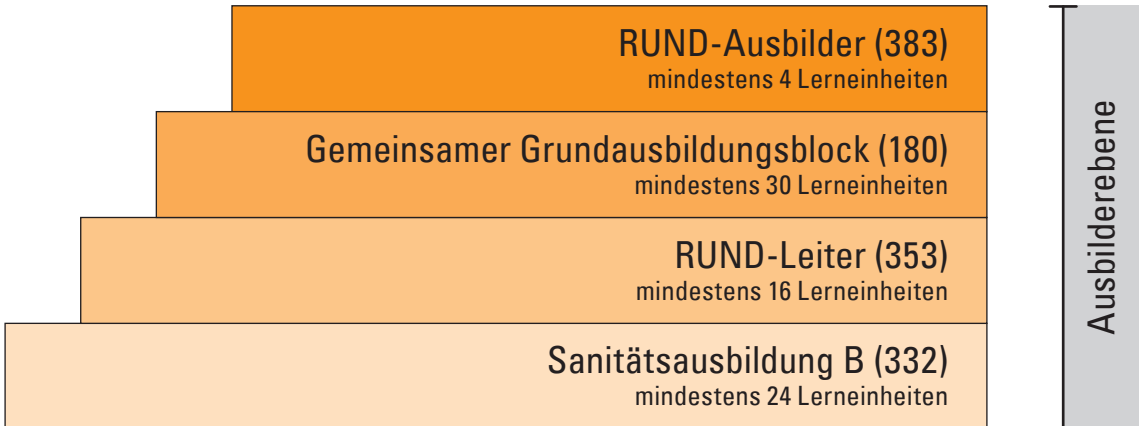 RUND-Ausbilder (383)
mindestens 4 Lerneinheiten
Gemeinsamer Grundausbildungsblock (180)
mindestens 30 Lerneinheiten
RUND-Leiter (353)
mindestens 16 Lerneinheiten
Sanitätsausbildung B (332)
mindestens 24 Lerneinheiten
Ausbilderebene